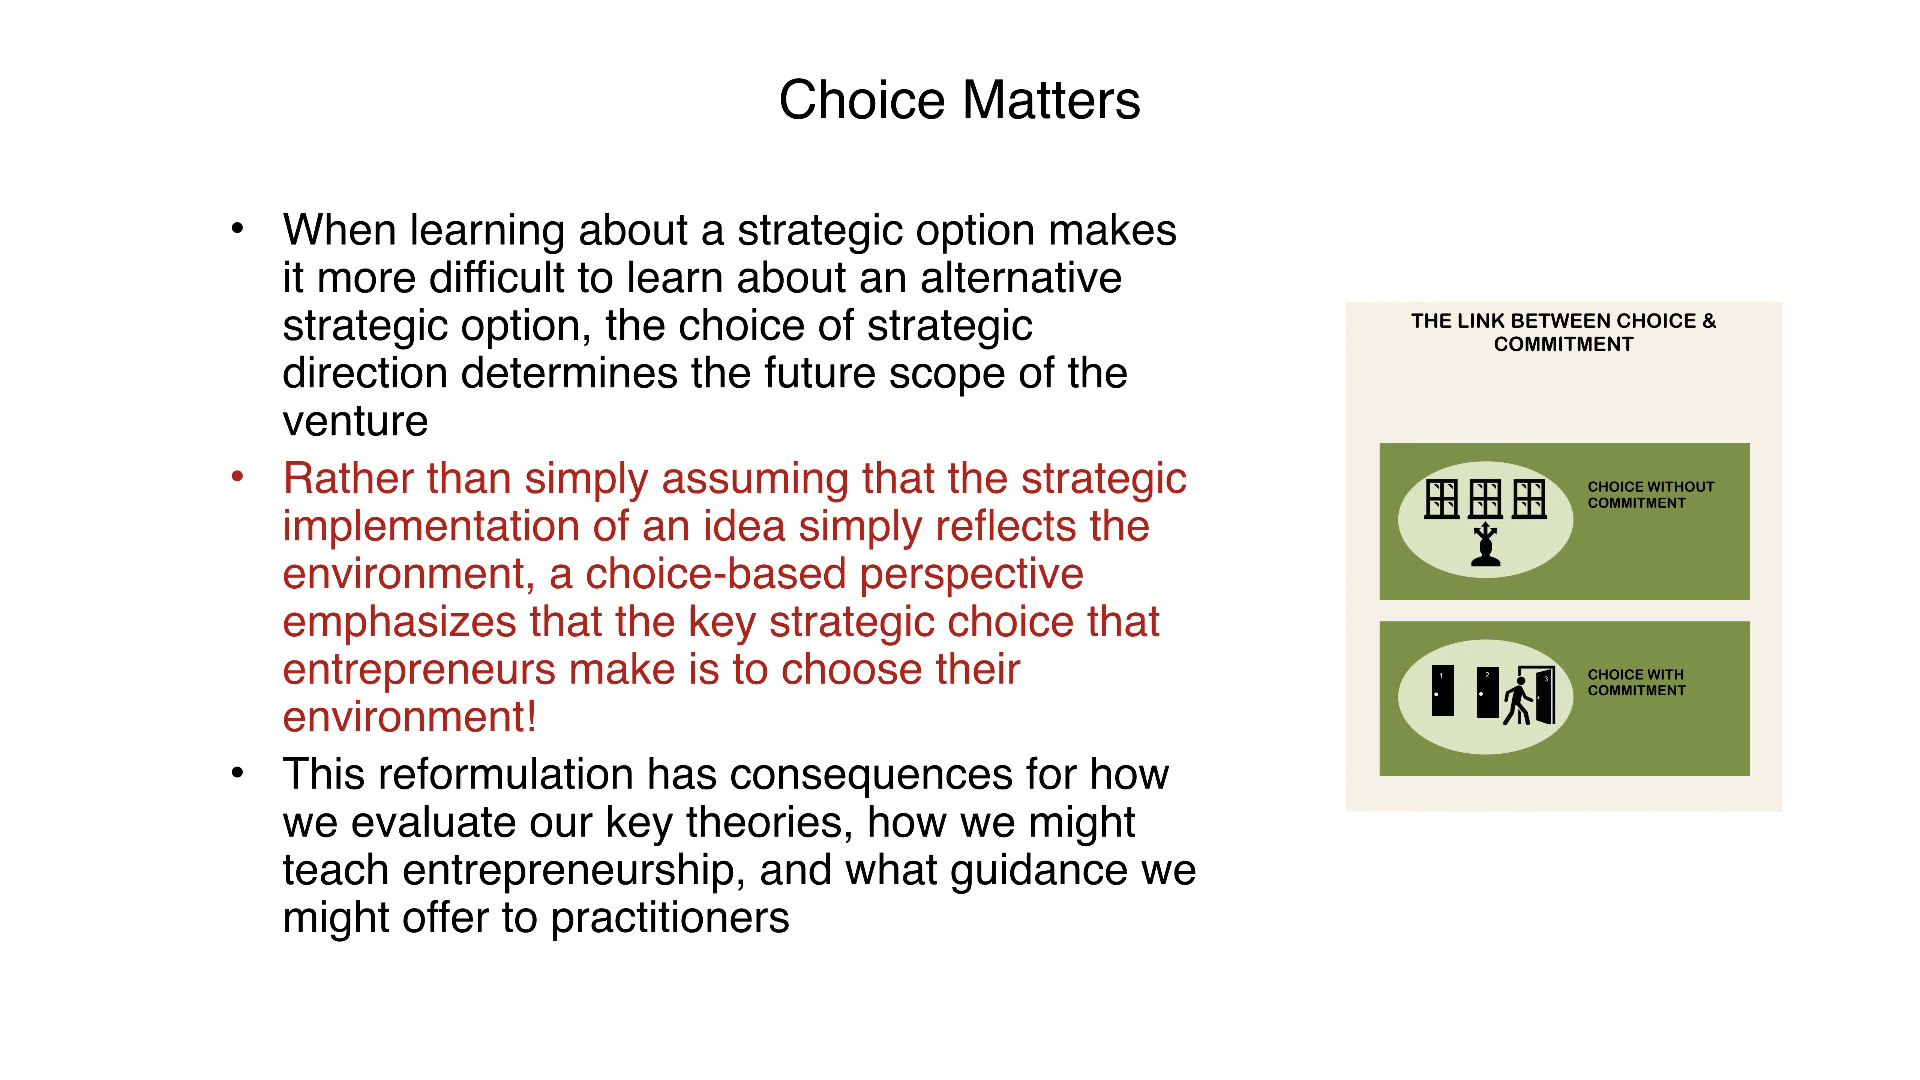 Choice Matters
• When learning about a strategic option makes
it more difficult to learn about an alternative
strategic option, the choice of strategic
direction determines the future scope of the
venture
• Rather than simply assuming that the strategic
implementation of an idea simply reflects the
environment, a choice-based perspective
emphasizes that the key strategic choice that
entrepreneurs make is to choose their
environment!
• This reformulation has consequences for how
we evaluate our key theories, how we might
teach entrepreneurship, and what guidance we
might offer to practitioners
THE LINK BETWEEN CHOICE &
COMMITMENT
CHOICE WITHOUT
COMMITMENT
1
2
3
CHOICE WITH
COMMITMENT